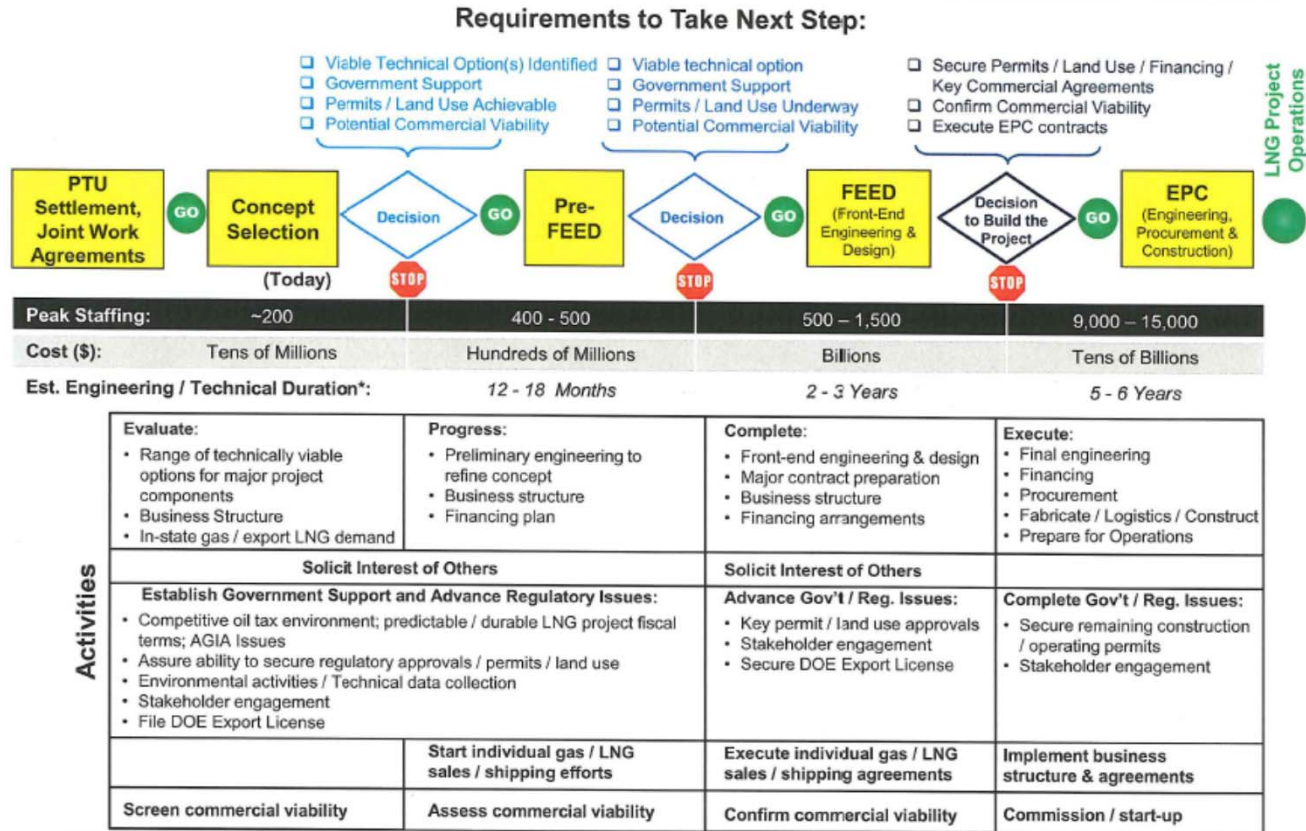 Requirements to Take Next Step:
❑ Viable Technical Option(s) Identified
❑ Government Support
❑ Permits / Land Use Achievable
❑ Potential Commercial Viability
❑ Viable technical option
❑ Government Support
❑ Permits / Land Use Underway
❑ Potential Commercial Viability
❑ Secure Permits / Land Use / Financing /
Key Commercial Agreements
❑ Confirm Commercial Viability
❑ Execute EPC contracts
LNG Project
Operations
PTU
Settlement,
Joint Work
Agreements
GO
Concept
Selection
(Today)
Decision
STOP
GO
Pre-
FEED
Decision
STOP
GO
FEED
(Front-End
Engineering &
Design)
Decision
to Build the
Project
STOP
GO
EPC
(Engineering,
Procurement &
Construction)
Peak Staffing: ~200 400 - 500 500 – 1,500 9,000 – 15,000
Cost ($): Tens of Millions Hundreds of Millions Billions Tens of Billions
Est. Engineering / Technical Duration*: 12 - 18 Months 2 - 3 Years 5 - 6 Years
Activities
Evaluate:
• Range of technically viable
options for major project
components
• Business Structure
• In-state gas / export LNG demand
Progress:
• Preliminary engineering to
refine concept
• Business structure
• Financing plan
Complete:
• Front-end engineering & design
• Major contract preparation
• Business structure
• Financing arrangements
Execute:
• Final engineering
• Financing
• Procurement
• Fabricate / Logistics / Construct
• Prepare for Operations
Solicit Interest of Others
Solicit Interest of Others
Establish Government Support and Advance Regulatory Issues:
• Competitive oil tax environment; predictable / durable LNG project fiscal
terms; AGIA Issues
• Assure ability to secure regulatory approvals / permits / land use
• Environmental activities / Technical data collection
• Stakeholder engagement
• File DOE Export License
Advance Gov't / Reg. Issues:
• Key permit / land use approvals
• Stakeholder engagement
• Secure DOE Export License
Complete Gov't / Reg. Issues:
• Secure remaining construction
/ operating permits
• Stakeholder engagement
Start individual gas / LNG
sales / shipping efforts
Execute individual gas / LNG
sales / shipping agreements
Implement business
structure & agreements
Screen commercial viability
Assess commercial viability
Confirm commercial viability
Commission / start-up